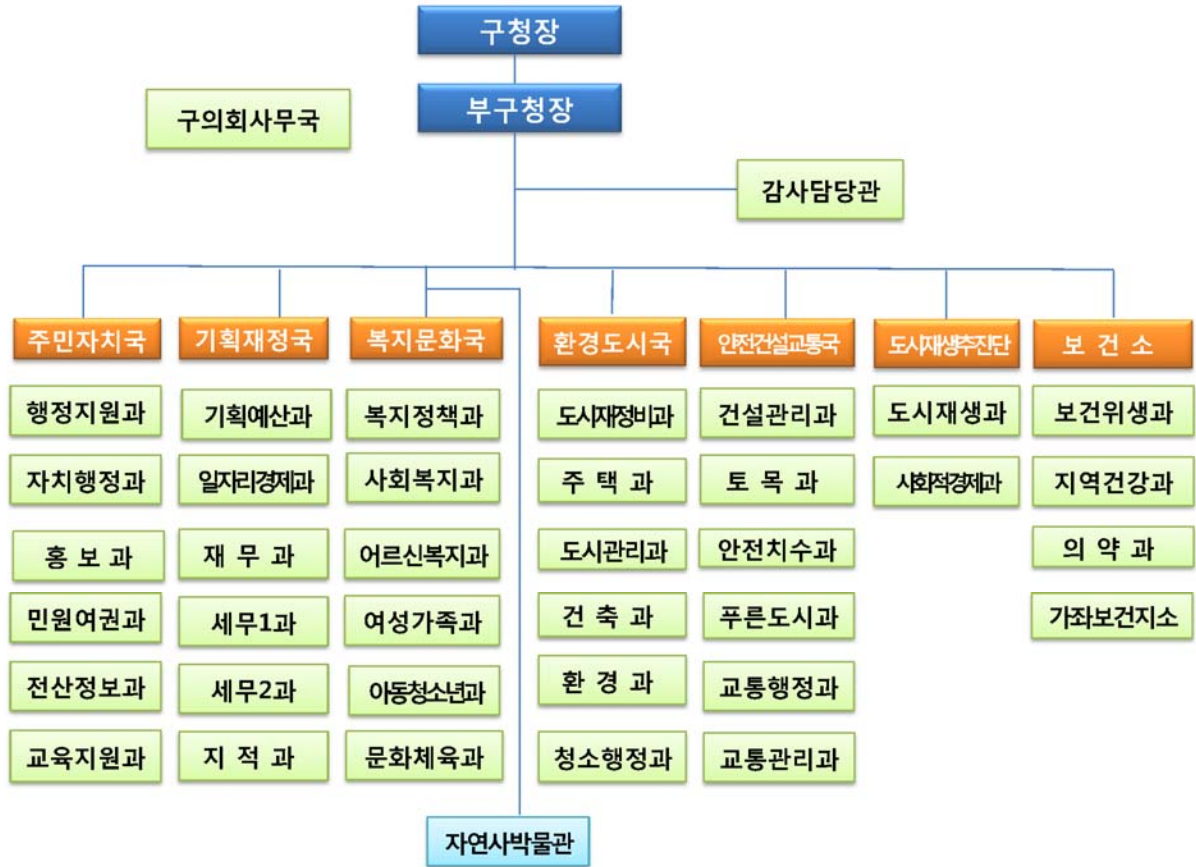 구청장
부구청장
구의회사무국
감사담당관
주민자치국
기획재정국
복지문화국
환경도시국
안전건설교통국
도시재생추진단
보 건 소
행정지원과
기획예산과
복지정책과
도시재정비과
건설관리과
도시재생과
보건위생과
자치행정과
일자리경제과
사회복지과
주 택 과
토 목 과
사회적경제과
지역건강과
홍 보 과
재 무 과
어르신복지과
도시관리과
안전치수과
의 약 과
민원여권과
세무1과
여성가족과
건 축 과
푸른도시과
가좌보건지소
전산정보과
세무2과
아동청소년과
환 경 과
교통행정과
교육지원과
지 적 과
문화체육과
청소행정과
교통관리과
자연사박물관